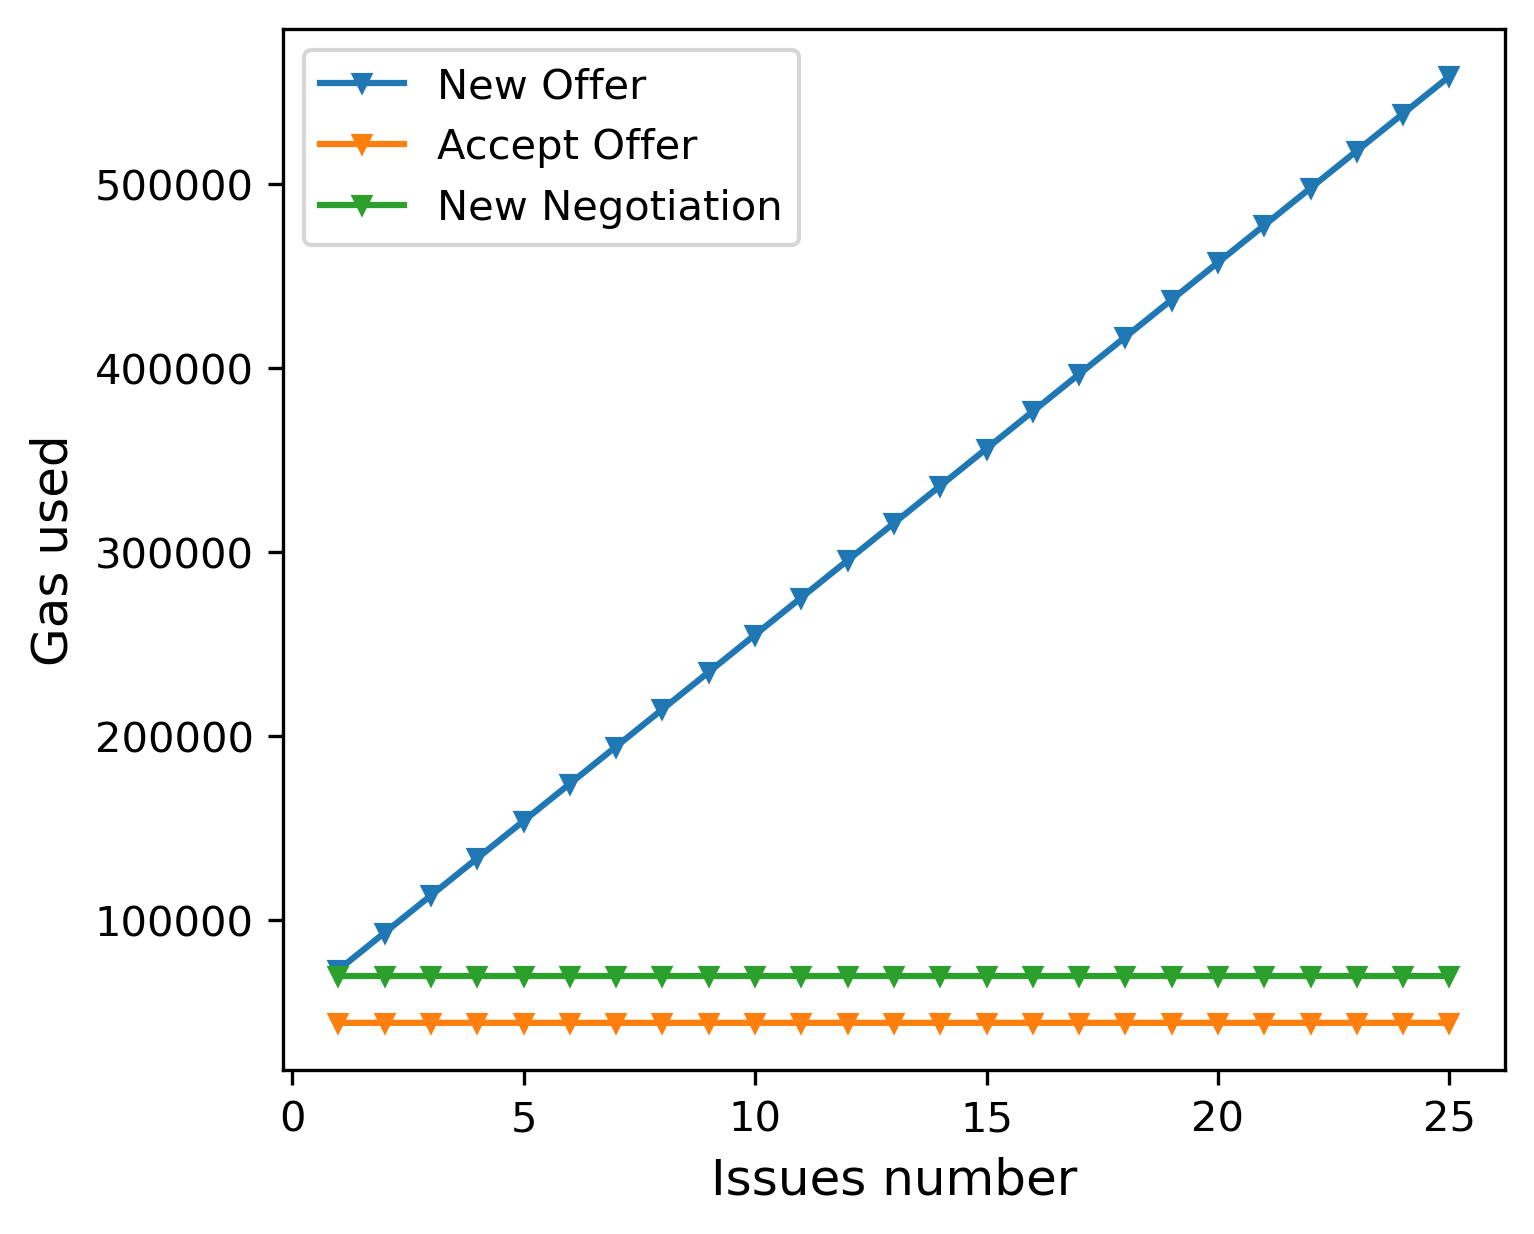 New Offer
Accept Offer
New Negotiation
500000
400000
300000
200000
100000
Gas used
0 5 10 15 20 25
Issues number